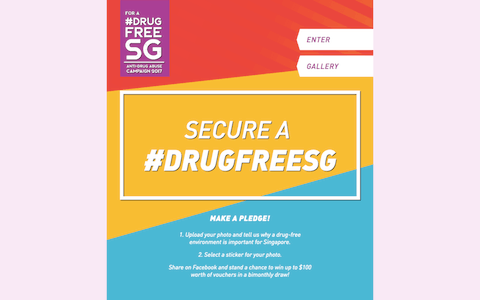 FOR A
#DRUG
FREE
SG
ANTI-DRUG ABUSE
CAMPAIGN 2017
ENTER
GALLERY
SECURE A
#DRUGFREESG
MAKE A PLEDGE!
1. Upload your photo and tell us why a drug-free
environment is important for Singapore.
2. Select a sticker for your photo.
Share on Facebook and stand a chance to win up to $100
worth of vouchers in a bimonthly draw!